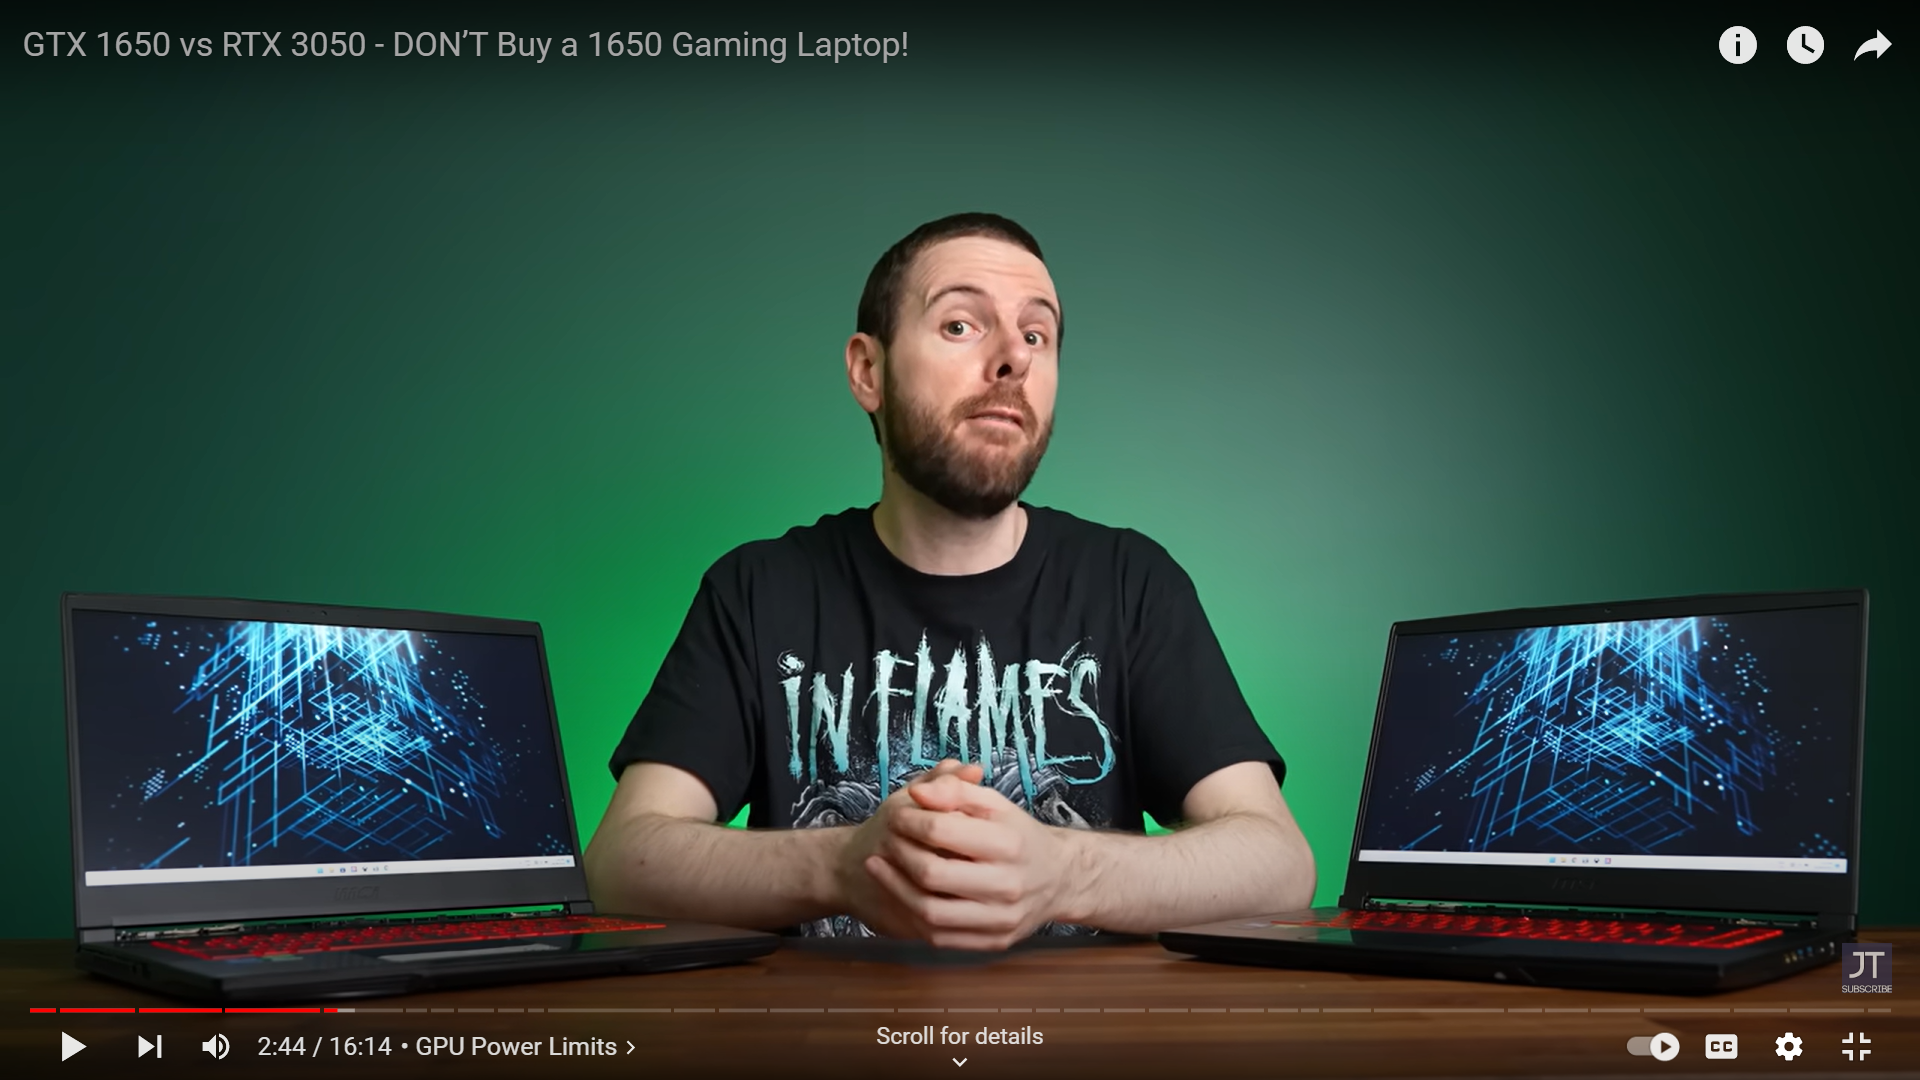 GTX 1650 vs RTX 3050 - DON’T Buy a 1650 Gaming Laptop!
iN FLAMES
JT
SUBSCRIBE
Scroll for details
2:44 / 16:14 • GPU Power Limits
CC